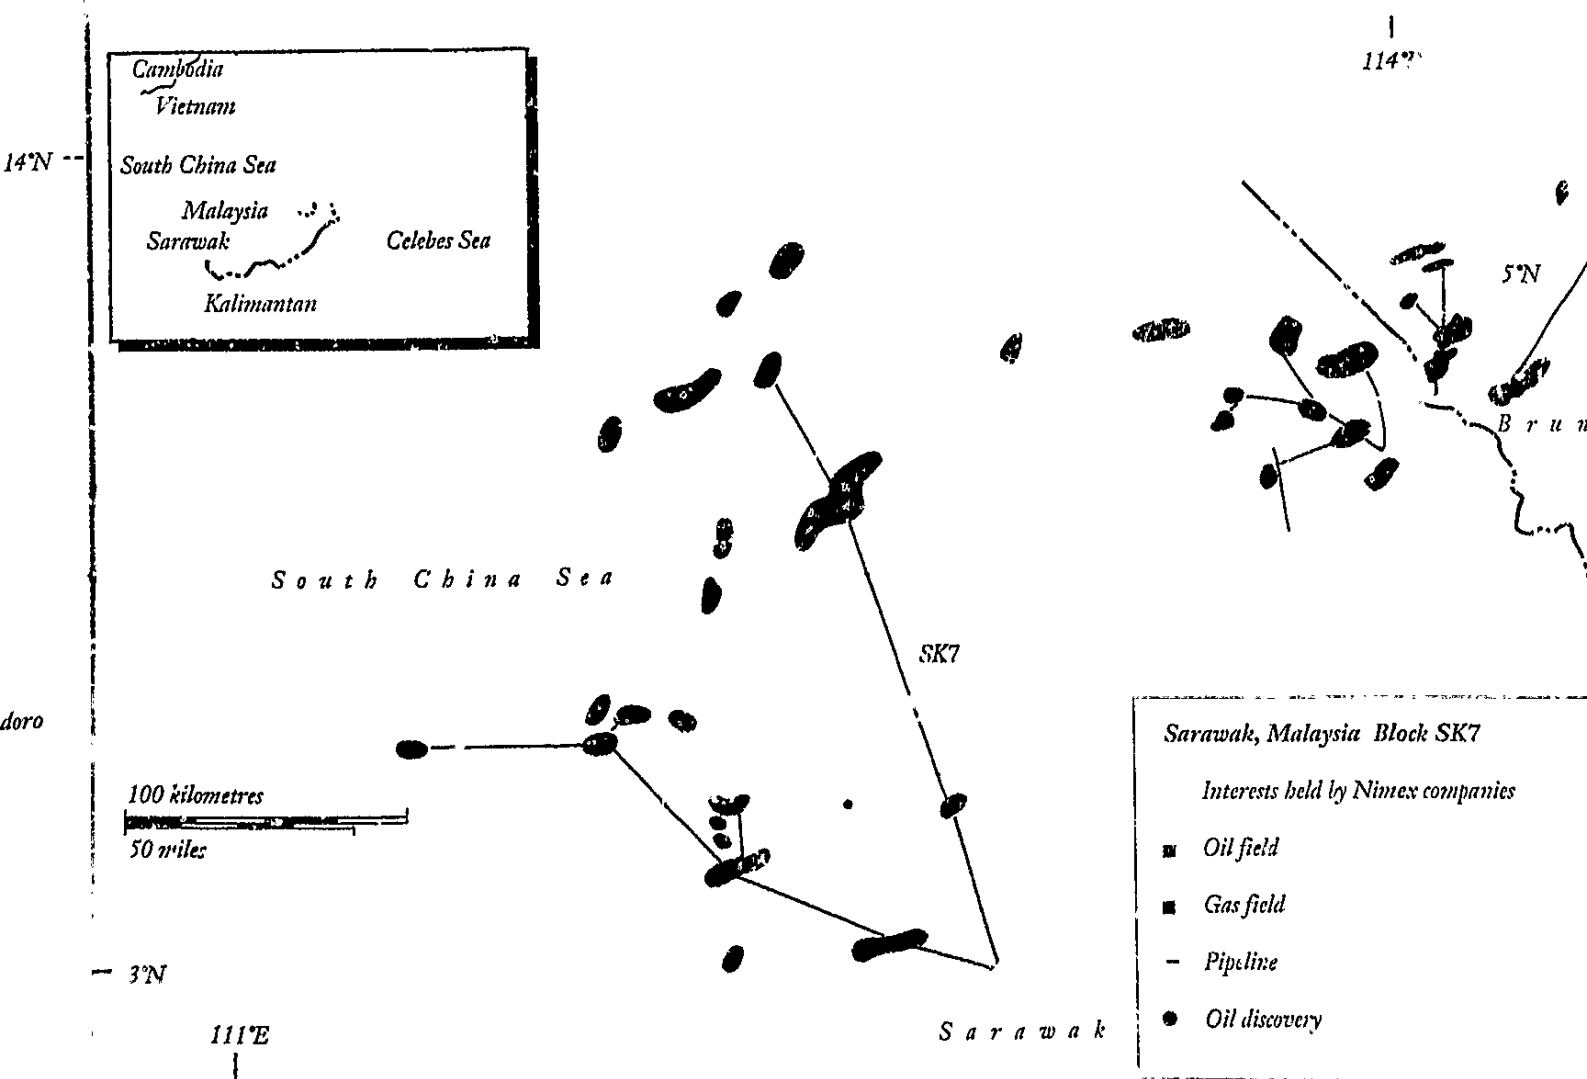 Cambodia
Vietnam
South China Sea
Malaysia
Sarawak
Celebes Sea
Kalimantan
114°
14°N
5°N
Brun
South China Sea
SK7
doro
100 kilometres
50 miles
3°N
111°E
Sarawak
Sarawak, Malaysia Block SK7
Interests held by Nimex companies
Oil field
Gas field
Pipeline
Oil discovery